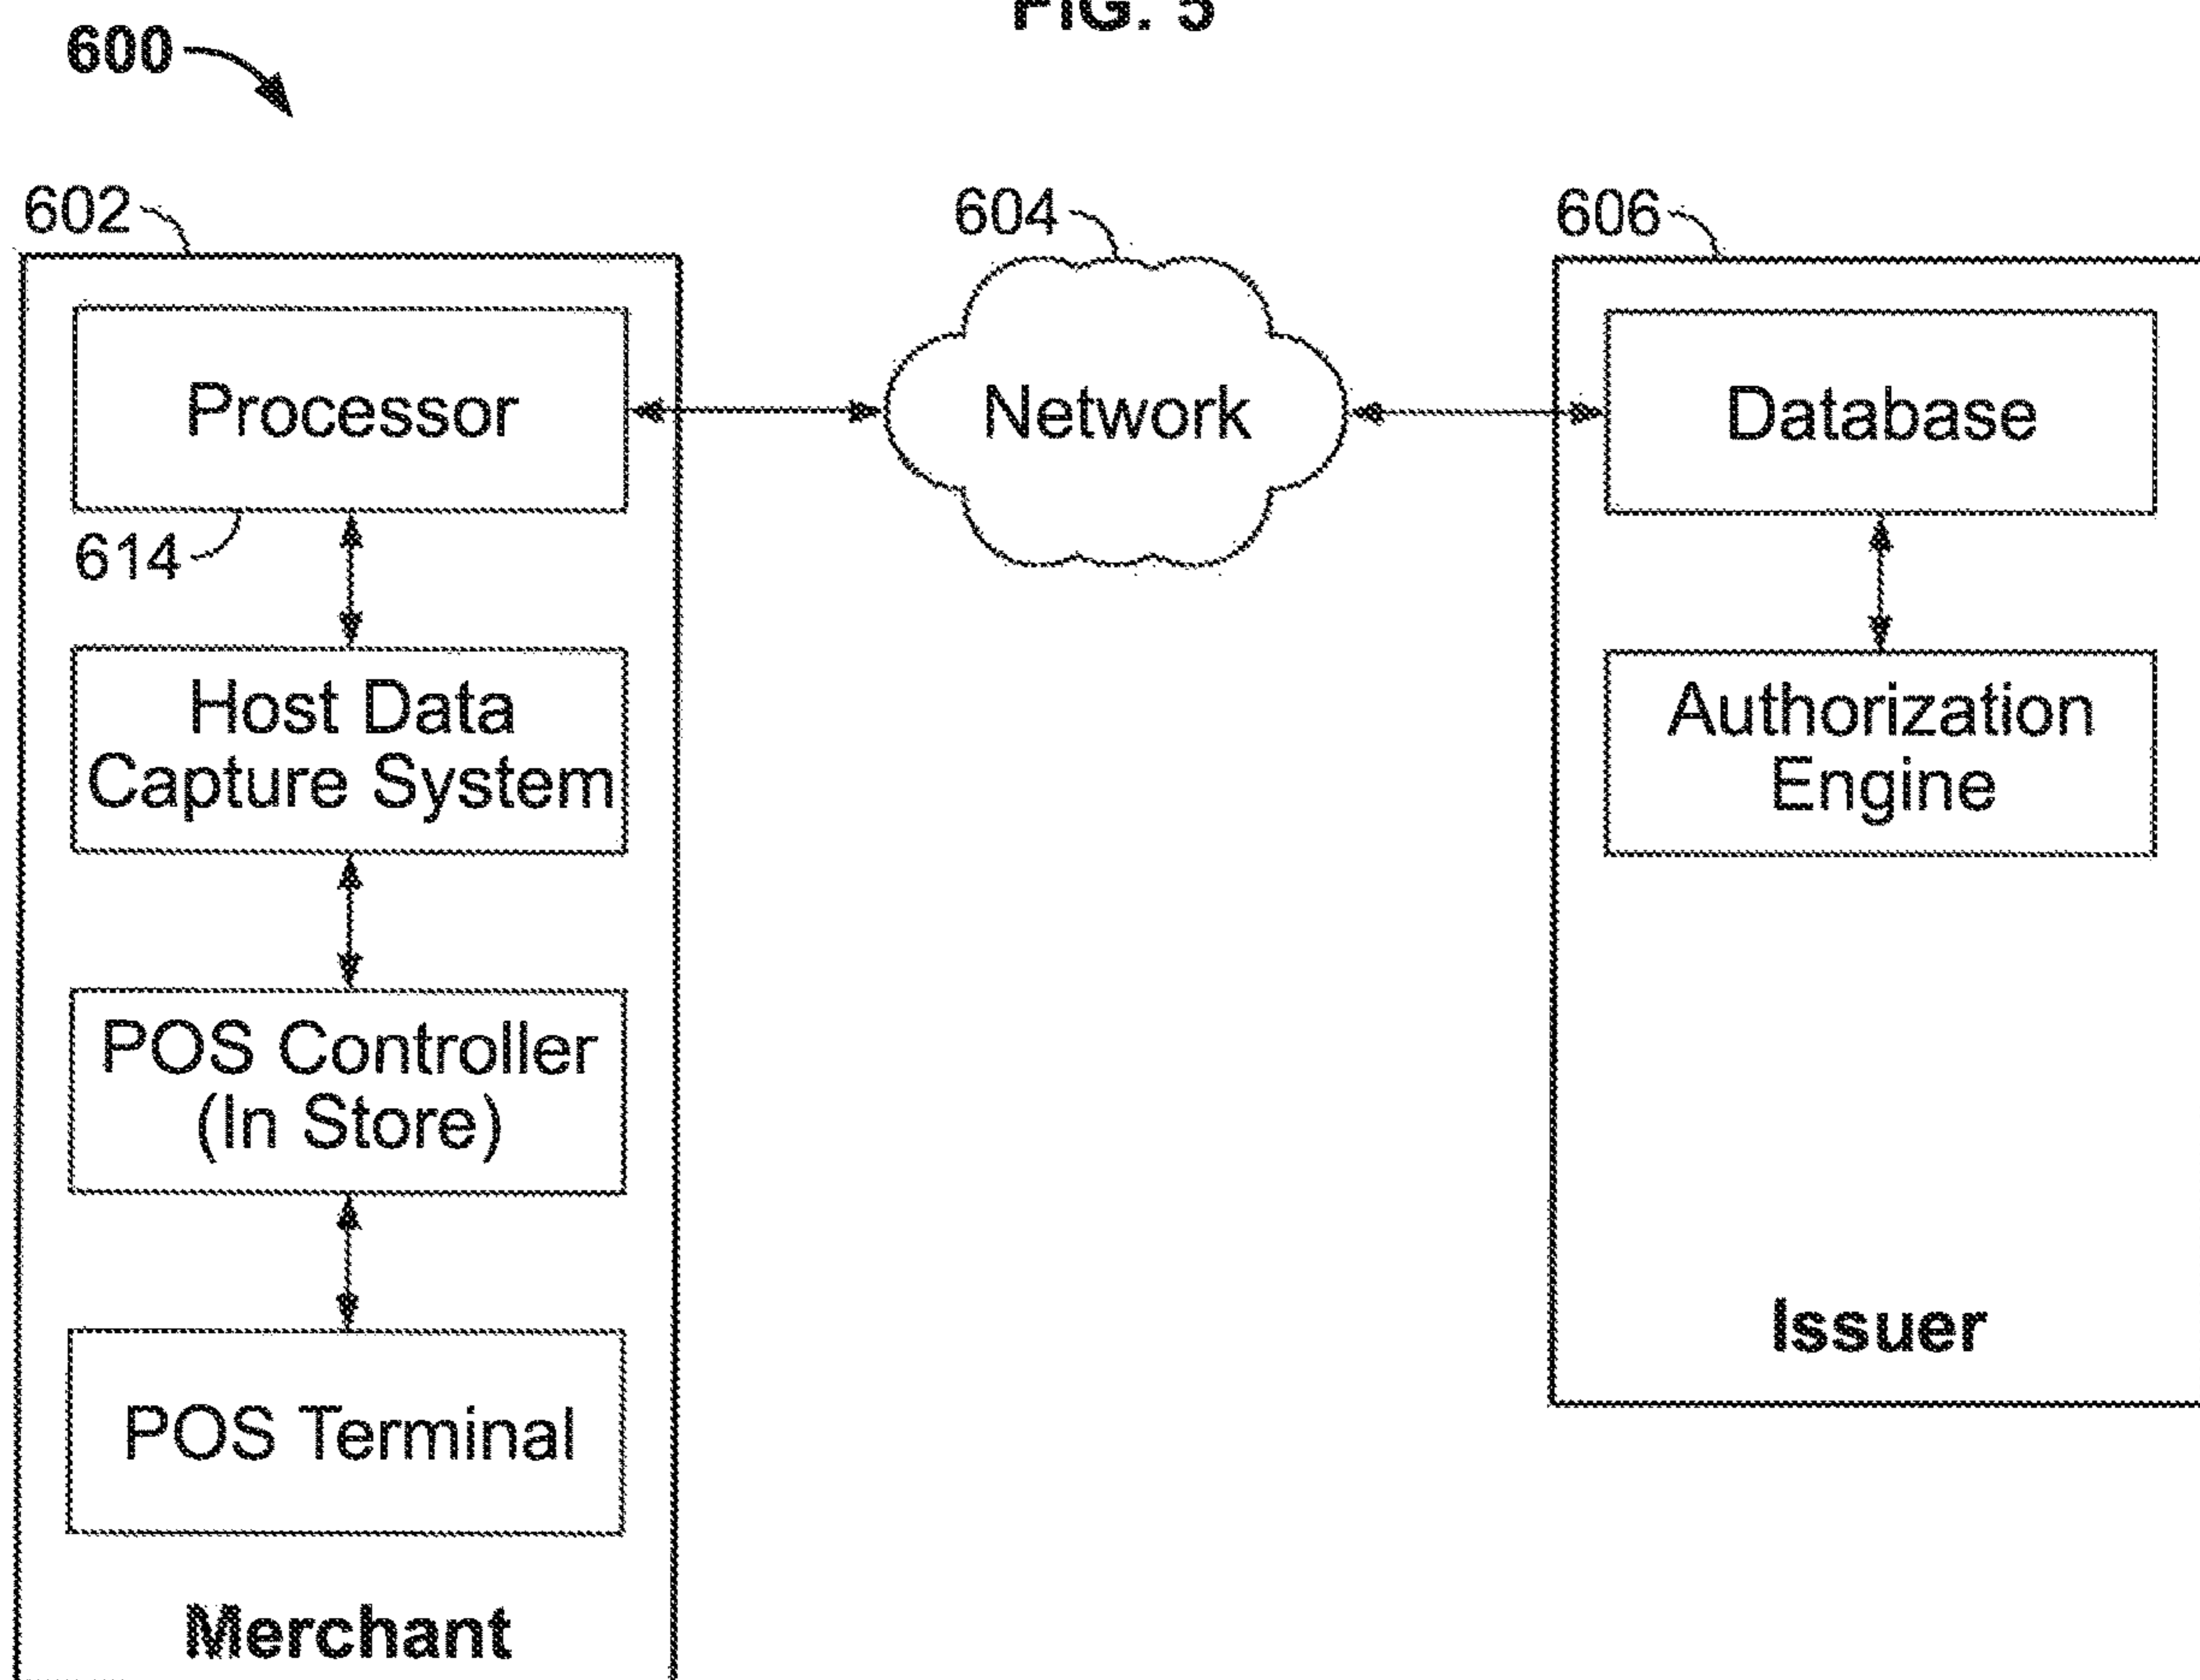 FIG. 5
600
602
604
606
Processor
Network
Database
614
Host Data
Capture System
Authorization
Engine
POS Controller
(In Store)
Issuer
POS Terminal
Merchant